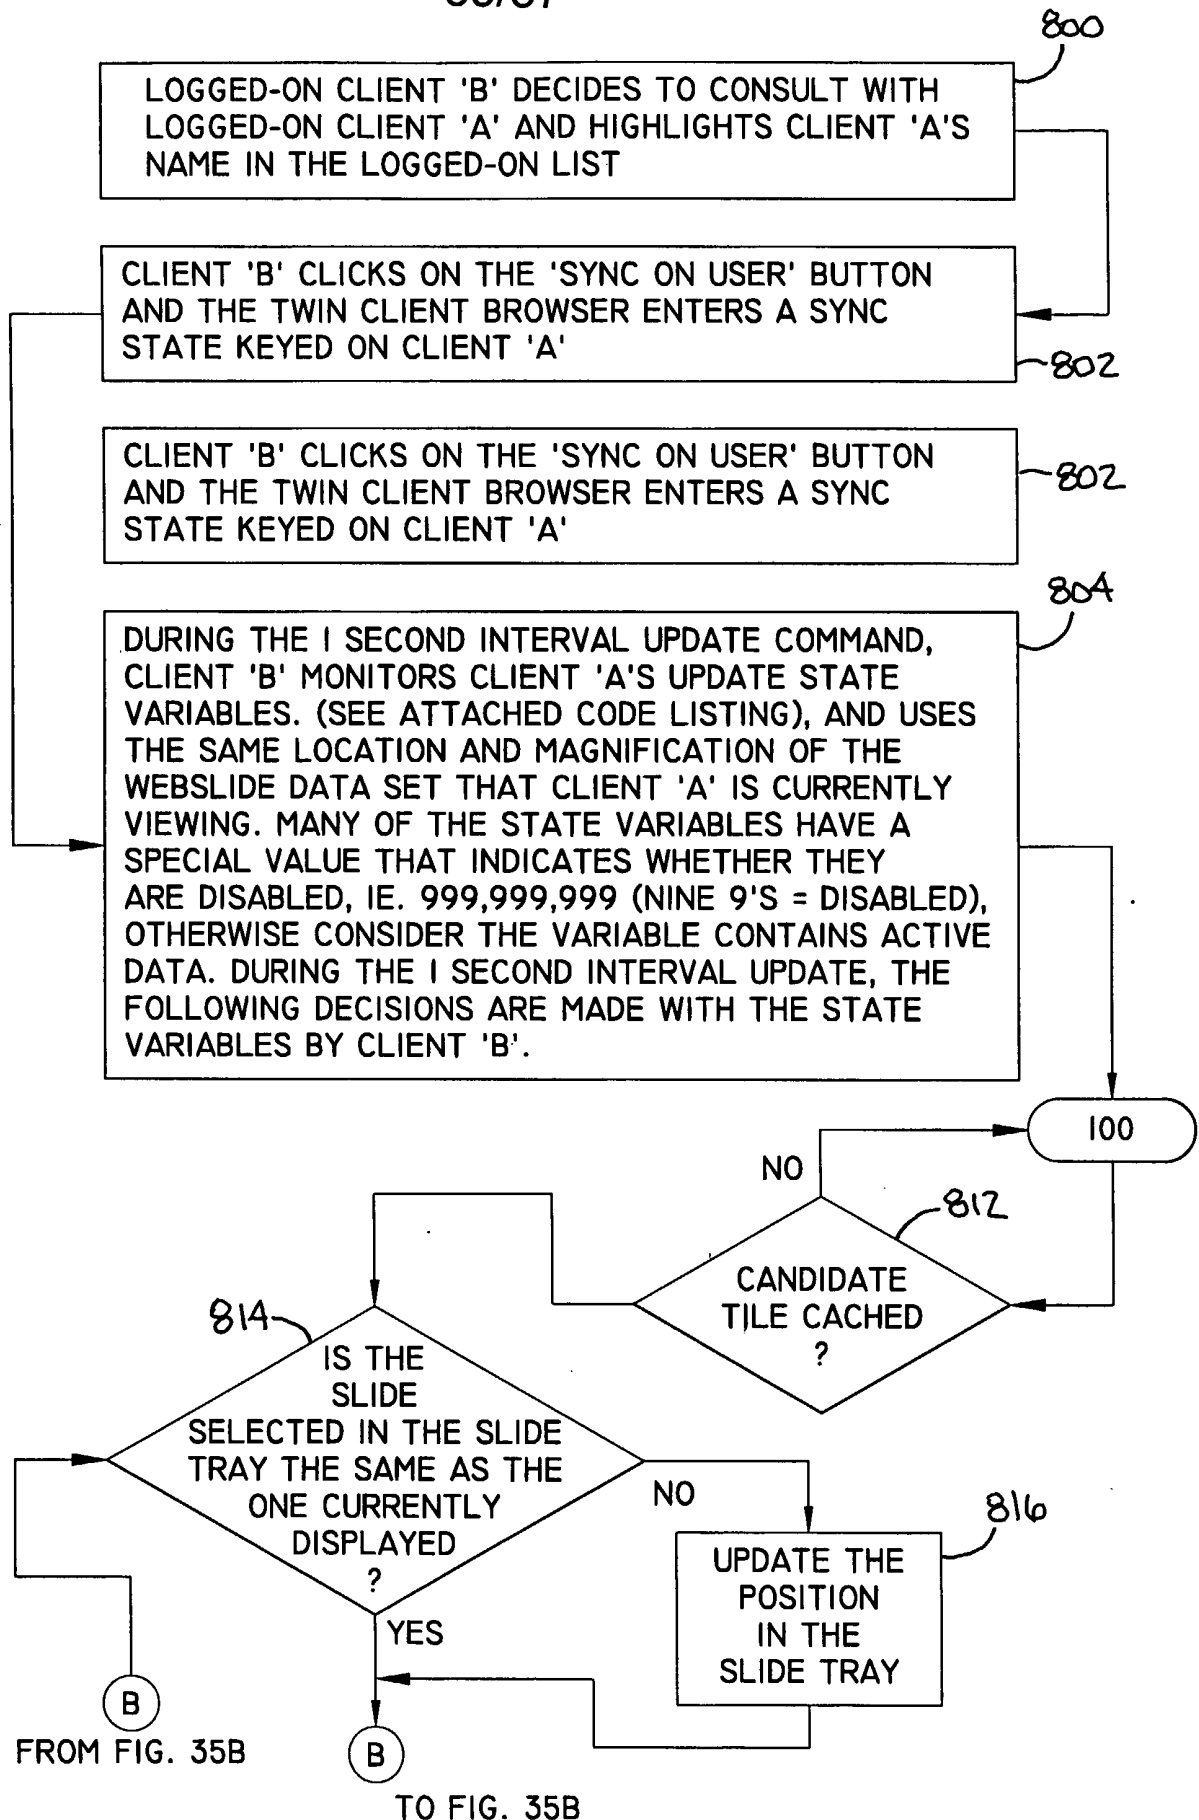 800
LOGGED-ON CLIENT 'B' DECIDES TO CONSULT WITH
LOGGED-ON CLIENT 'A' AND HIGHLIGHTS CLIENT 'A'S
NAME IN THE LOGGED-ON LIST
CLIENT 'B' CLICKS ON THE 'SYNC ON USER' BUTTON
AND THE TWIN CLIENT BROWSER ENTERS A SYNC
STATE KEYED ON CLIENT 'A'
802
CLIENT 'B' CLICKS ON THE 'SYNC ON USER' BUTTON
AND THE TWIN CLIENT BROWSER ENTERS A SYNC
STATE KEYED ON CLIENT 'A'
802
804
DURING THE 1 SECOND INTERVAL UPDATE COMMAND,
CLIENT 'B' MONITORS CLIENT 'A'S UPDATE STATE
VARIABLES. (SEE ATTACHED CODE LISTING), AND USES
THE SAME LOCATION AND MAGNIFICATION OF THE
WEBSLIDE DATA SET THAT CLIENT 'A' IS CURRENTLY
VIEWING. MANY OF THE STATE VARIABLES HAVE A
SPECIAL VALUE THAT INDICATES WHETHER THEY
ARE DISABLED, IE. 999,999,999 (NINE 9'S = DISABLED),
OTHERWISE CONSIDER THE VARIABLE CONTAINS ACTIVE
DATA. DURING THE 1 SECOND INTERVAL UPDATE, THE
FOLLOWING DECISIONS ARE MADE WITH THE STATE
VARIABLES BY CLIENT 'B'.
100
NO
812
CANDIDATE
TILE CACHED
?
814
IS THE
SLIDE
SELECTED IN THE SLIDE
TRAY THE SAME AS THE
ONE CURRENTLY
DISPLAYED
?
NO
816
UPDATE THE
POSITION
IN THE
SLIDE TRAY
YES
B
FROM FIG. 35B
B
TO FIG. 35B